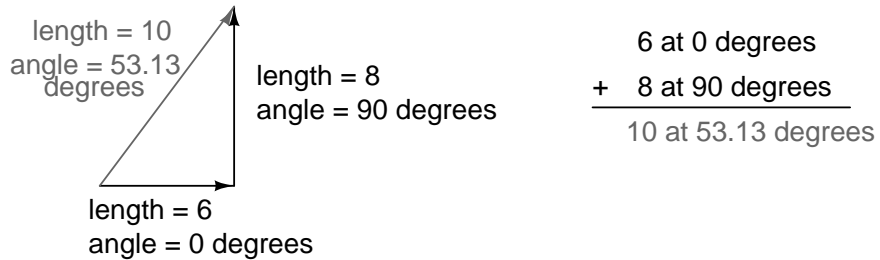 length = 10
angle = 53.13
degrees
length = 8
angle = 90 degrees
length = 6
angle = 0 degrees
6 at 0 degrees
+ 8 at 90 degrees
10 at 53.13 degrees